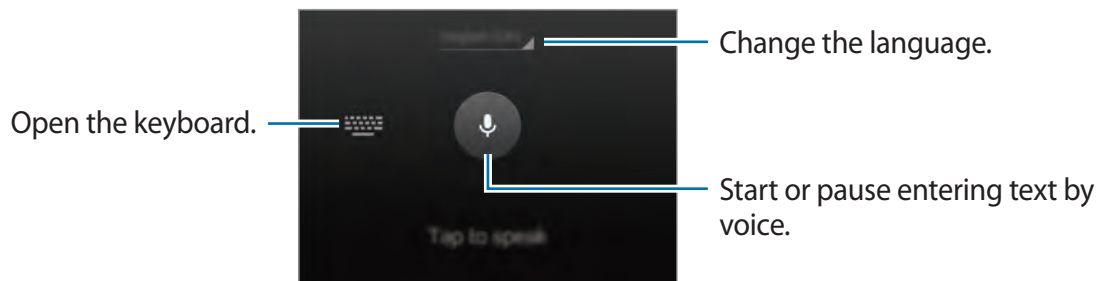 Change the language.
Open the keyboard.
Start or pause entering text by
voice.
Tap to speak